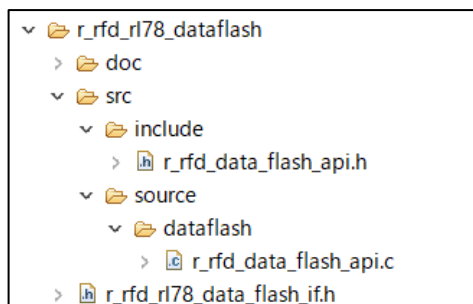 r_rfd_rl78_dataflash
doc
src
include
r_rfd_data_flash_api.h
source
dataflash
r_rfd_data_flash_api.c
r_rfd_rl78_data_flash_if.h